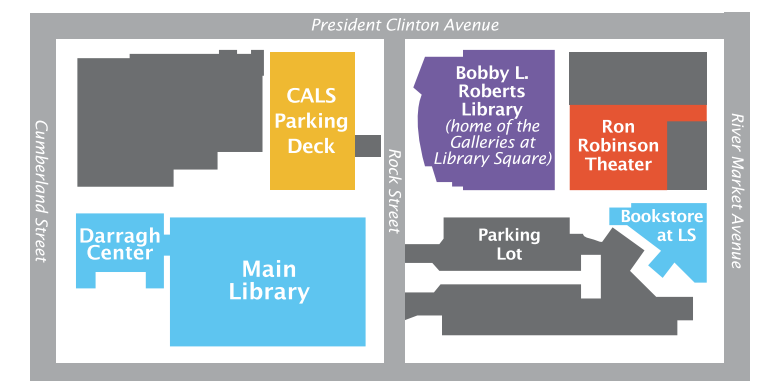 President Clinton Avenue
CALS
Parking
Deck
Bobby L.
Roberts
Library
(home of the
Galleries at
Library Square)
Ron
Robinson
Theater
Cumberland Street
Rock Street
River Market Avenue
Darragh
Center
Main
Library
Parking
Lot
Bookstore
at LS